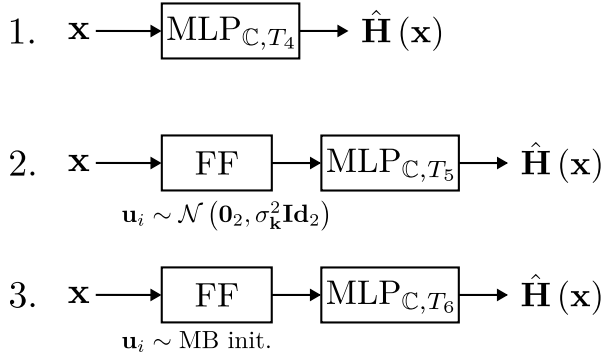 1. x MLP_{ℂ,T_4} Ĥ(x)
2. x FF MLP_{ℂ,T_5} Ĥ(x)
u_i ∼ 𝒩(0_2, σ_k^2 Id_2)
3. x FF MLP_{ℂ,T_6} Ĥ(x)
u_i ∼ MB init.